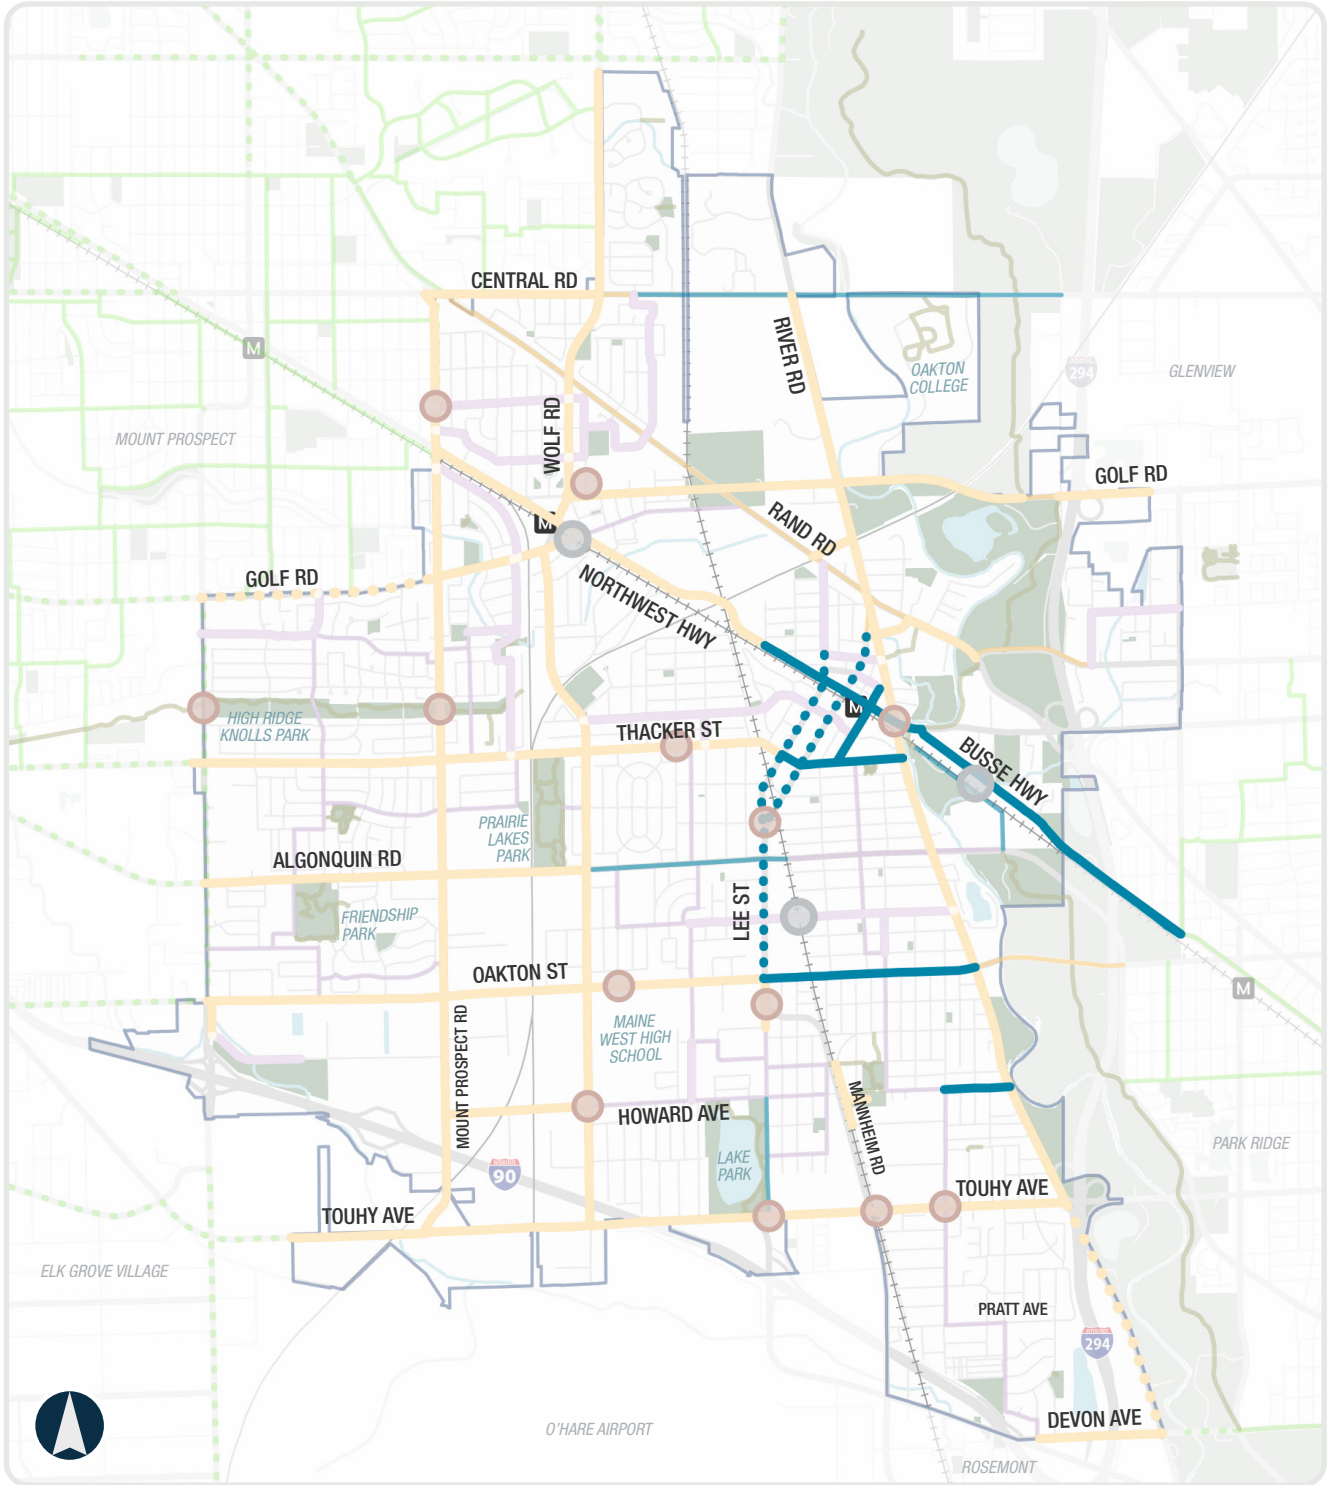 CENTRAL RD
RIVER RD
294
GLENVIEW
OAKTON
COLLEGE
M
MOUNT PROSPECT
WOLF RD
GOLF RD
RAND RD
M
GOLF RD
NORTHWEST HWY
HIGH RIDGE
KNOLLS PARK
THACKER ST
M
BUSSE HWY
PRAIRIE
LAKES
PARK
ALGONQUIN RD
FRIENDSHIP
PARK
LEE ST
OAKTON ST
M
MAINE
WEST HIGH
SCHOOL
MOUNT PROSPECT RD
HOWARD AVE
MANNHEIM RD
PARK RIDGE
LAKE
PARK
90
TOUHY AVE
TOUHY AVE
ELK GROVE VILLAGE
PRATT AVE
294
DEVON AVE
O'HARE AIRPORT
ROSEMONT